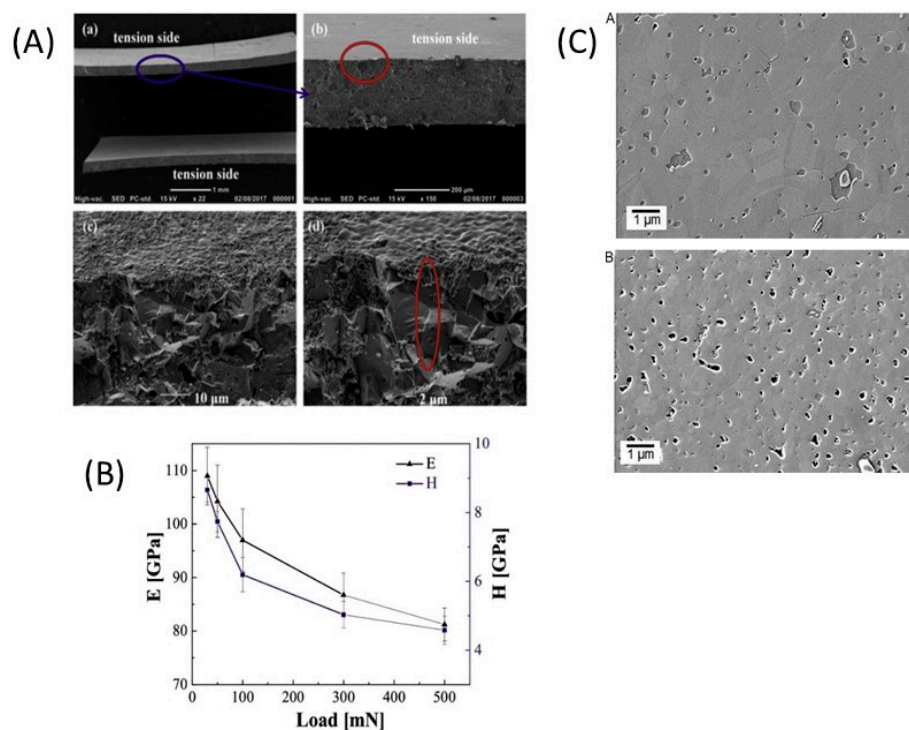 (A)
(a)
tension side
tension side
1 mm
High-vac. SED PC-std. 15 kV x 22 02/08/2017 000001
(b)
tension side
200 µm
High-vac. SED PC-std. 15 kV x 150 02/08/2017 000003
(c)
10 µm
(d)
2 µm
(B)
E [GPa]
110
100
90
80
70
E
H
10
8
6
4
H [GPa]
0 100 200 300 400 500
Load [mN]
(C)
A
1 µm
B
1 µm